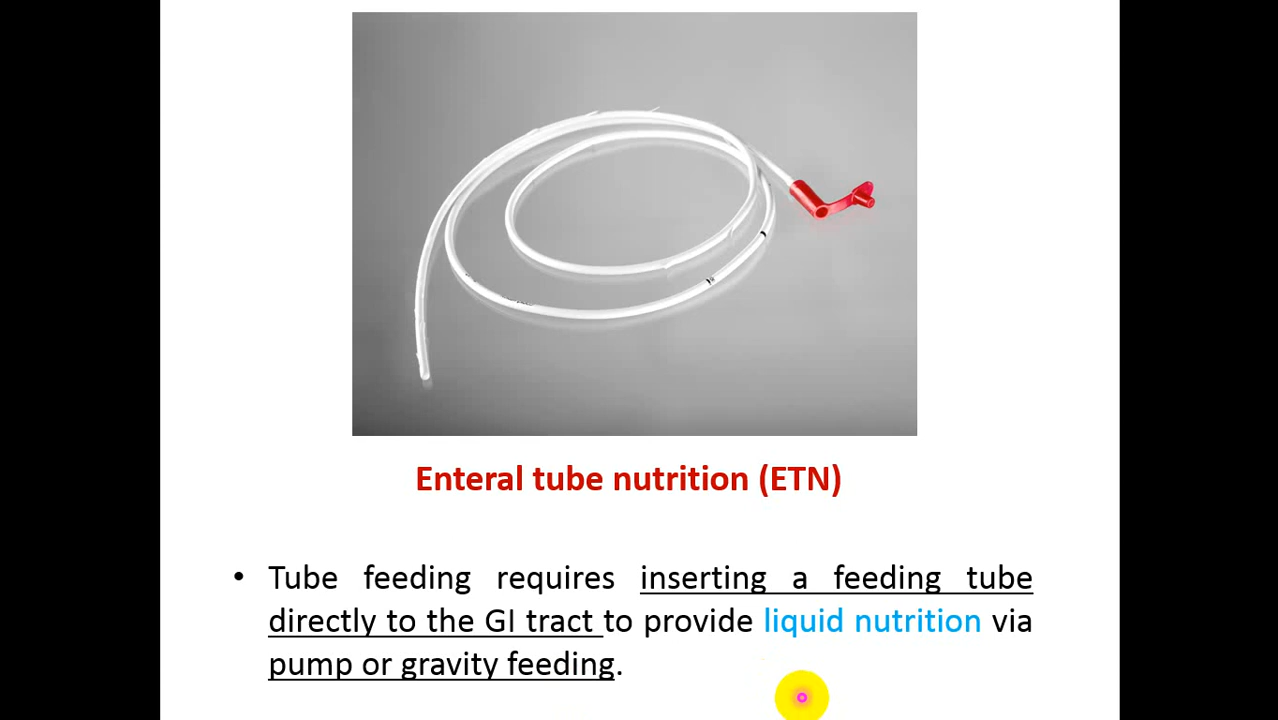 Enteral tube nutrition (ETN)
• Tube feeding requires inserting a feeding tube
directly to the GI tract to provide liquid nutrition via
pump or gravity feeding.